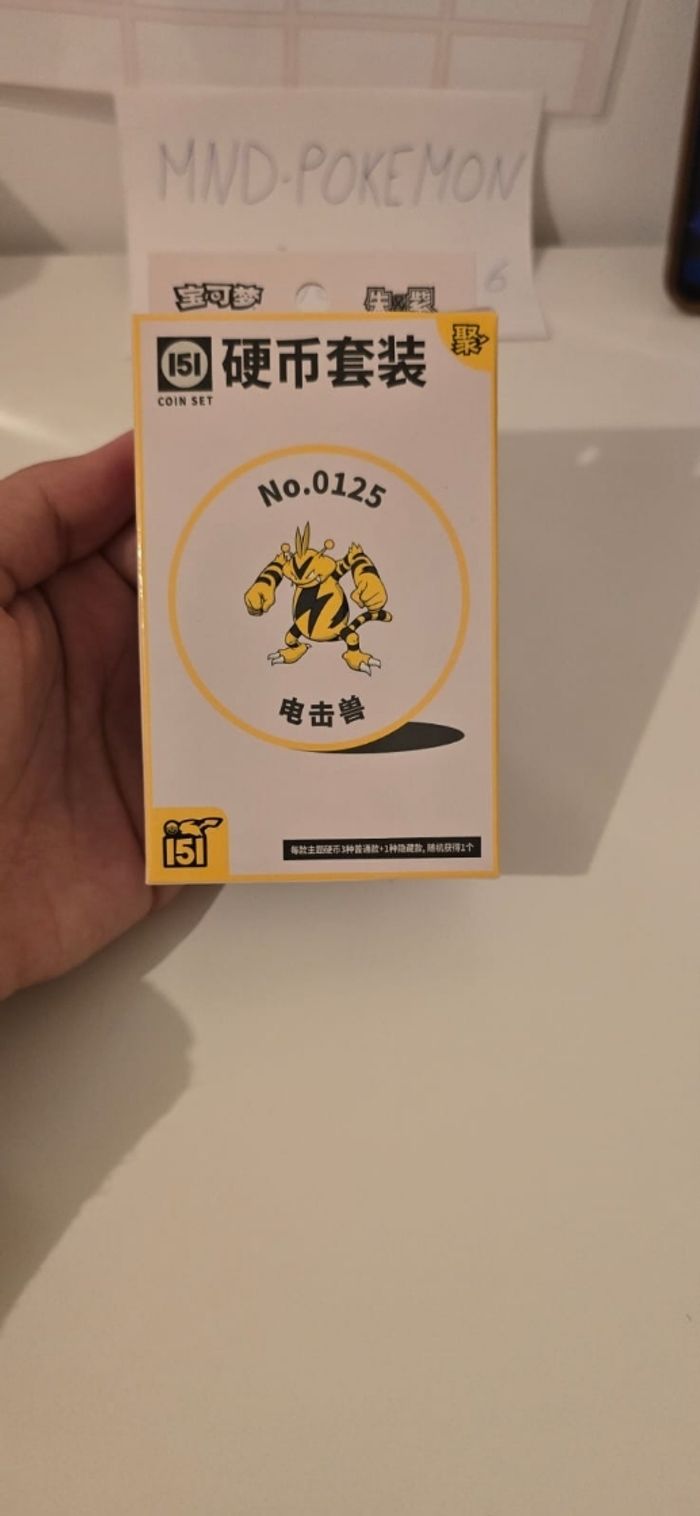 MND-POKEMON
6
宝可梦 朱 紫
151 硬币套装 聚
COIN SET
No.0125
电击兽
151
每款主题硬币3种普通款+1种隐藏款, 随机获得1个